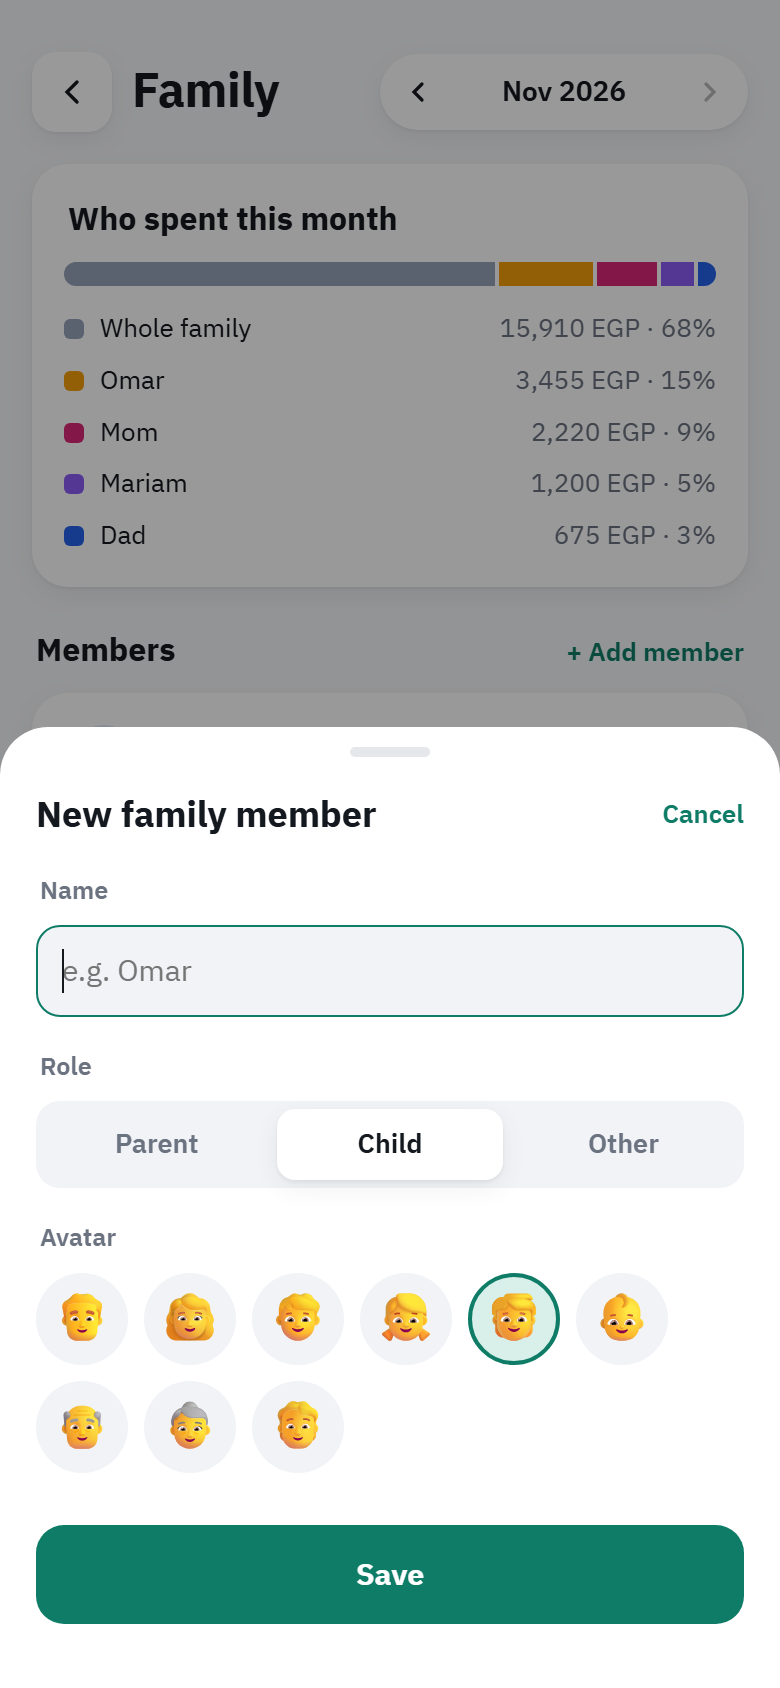 Family
Nov 2026
Who spent this month
Whole family 15,910 EGP · 68%
Omar 3,455 EGP · 15%
Mom 2,220 EGP · 9%
Mariam 1,200 EGP · 5%
Dad 675 EGP · 3%
Members + Add member
New family member Cancel
Name
e.g. Omar
Role
Parent Child Other
Avatar
Save